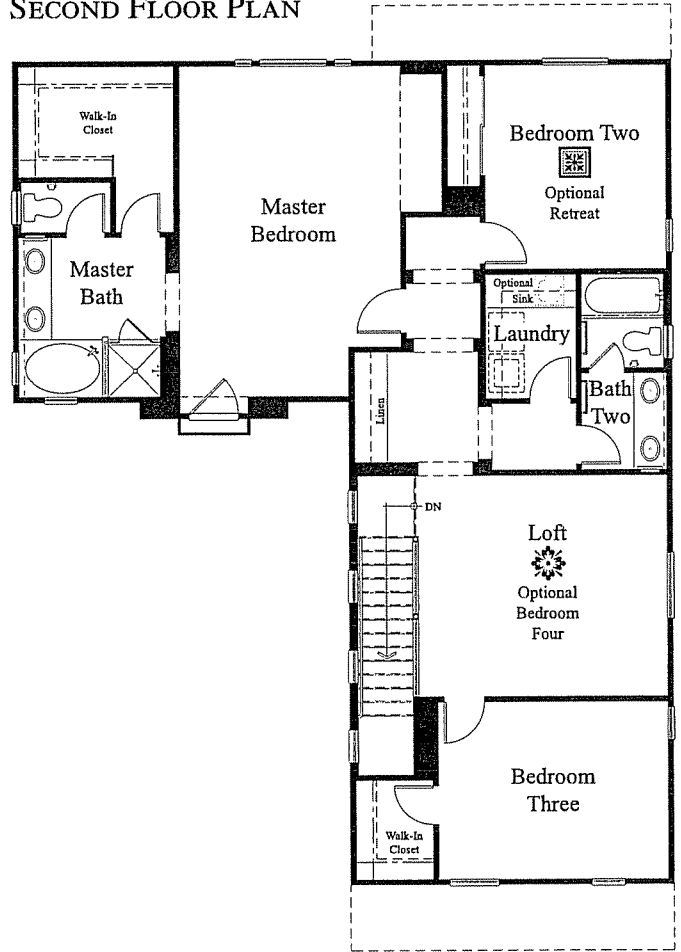 SECOND FLOOR PLAN
Walk-In
Closet
Master
Bedroom
Bedroom Two
Optional
Retreat
Master
Bath
Optional
Sink
Laundry
Bath
Two
Linen
DN
Loft
Optional
Bedroom
Four
Bedroom
Three
Walk-In
Closet